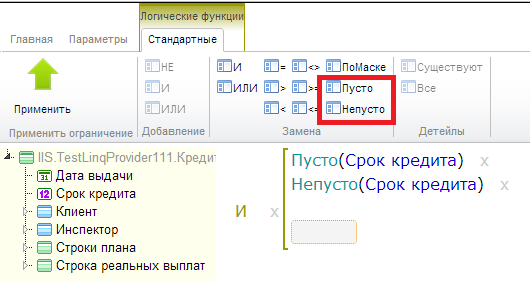 Логические функции
Главная Параметры Стандартные
НЕ И = <> ПоМаске Существуют
И ИЛИ > >= Пусто Все
Применить ИЛИ < <= Непусто
Применить ограничение Добавление Замена Детейлы
IIS.TestLinqProvider111.Креди
31 Дата выдачи
12 Срок кредита
Клиент
Инспектор
Строки плана
Строка реальных выплат
Пусто(Срок кредита) x
Непусто(Срок кредита) x
И x